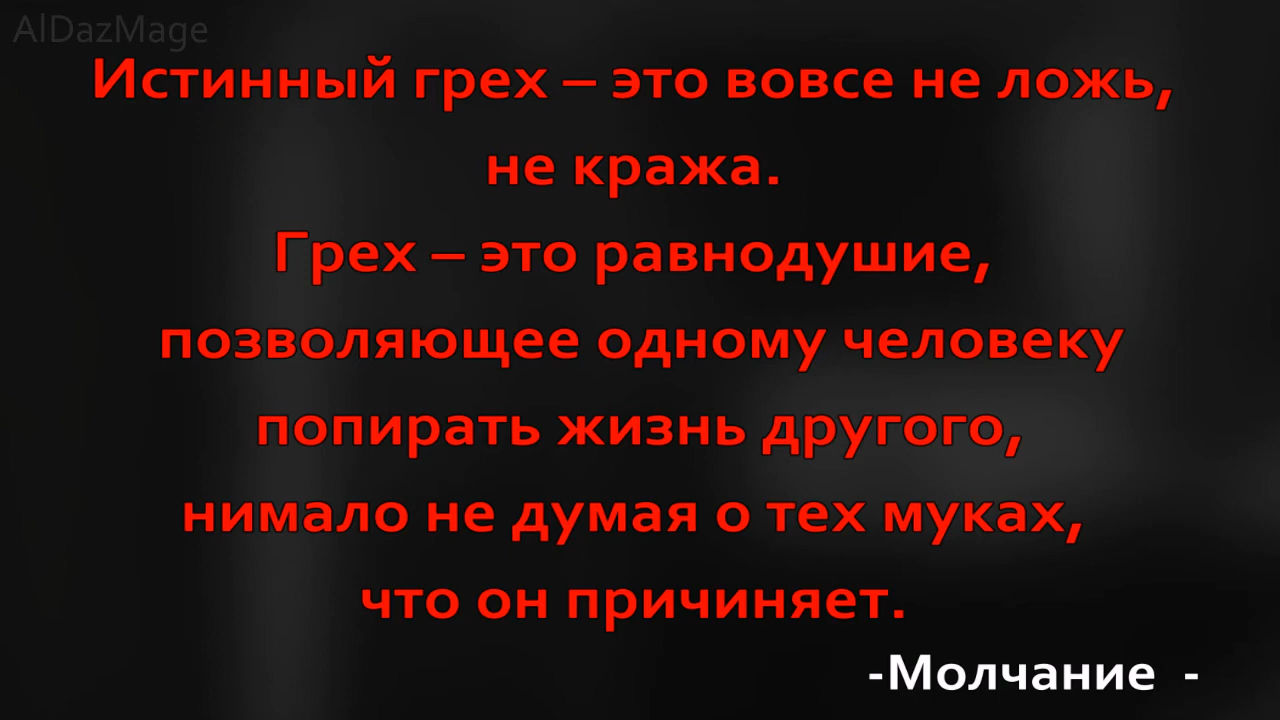 AlDazMage
Истинный грех – это вовсе не ложь,
не кража.
Грех – это равнодушие,
позволяющее одному человеку
попирать жизнь другого,
нимало не думая о тех муках,
что он причиняет.
-Молчание -